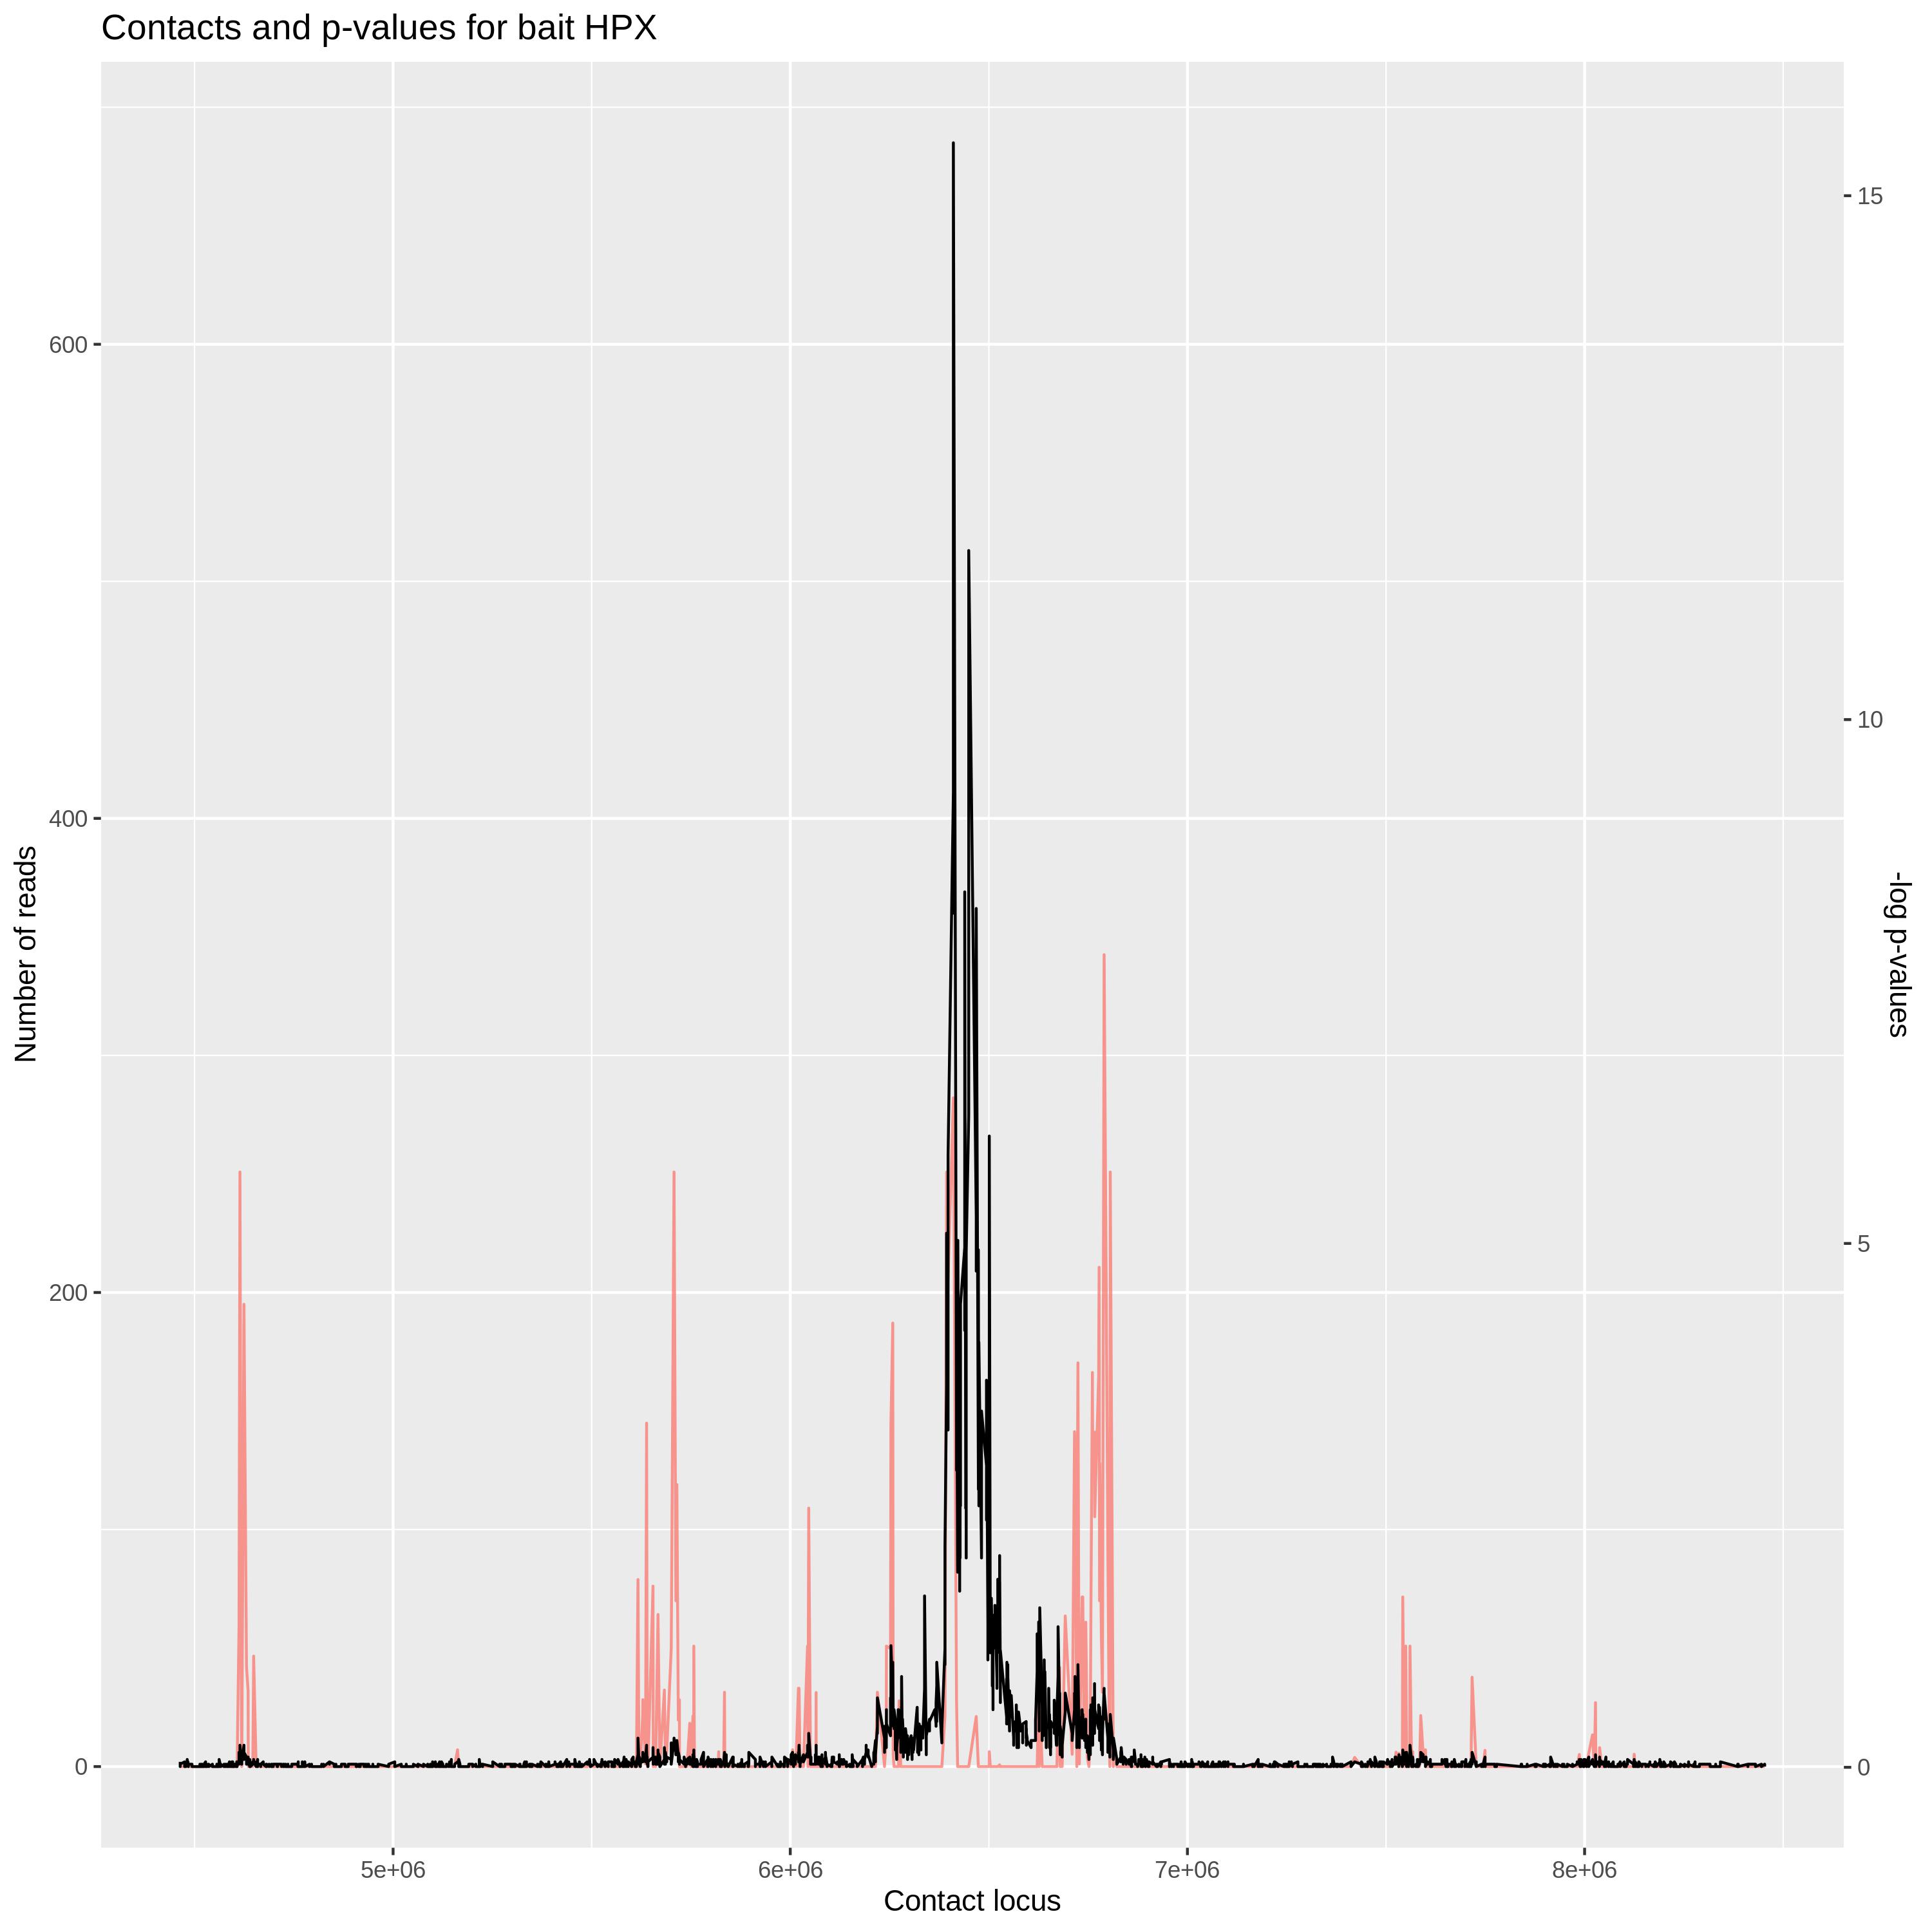 Contacts and p-values for bait HPX
600
400
200
0
Number of reads
15
10
5
0
-log p-values
5e+06
6e+06
7e+06
8e+06
Contact locus